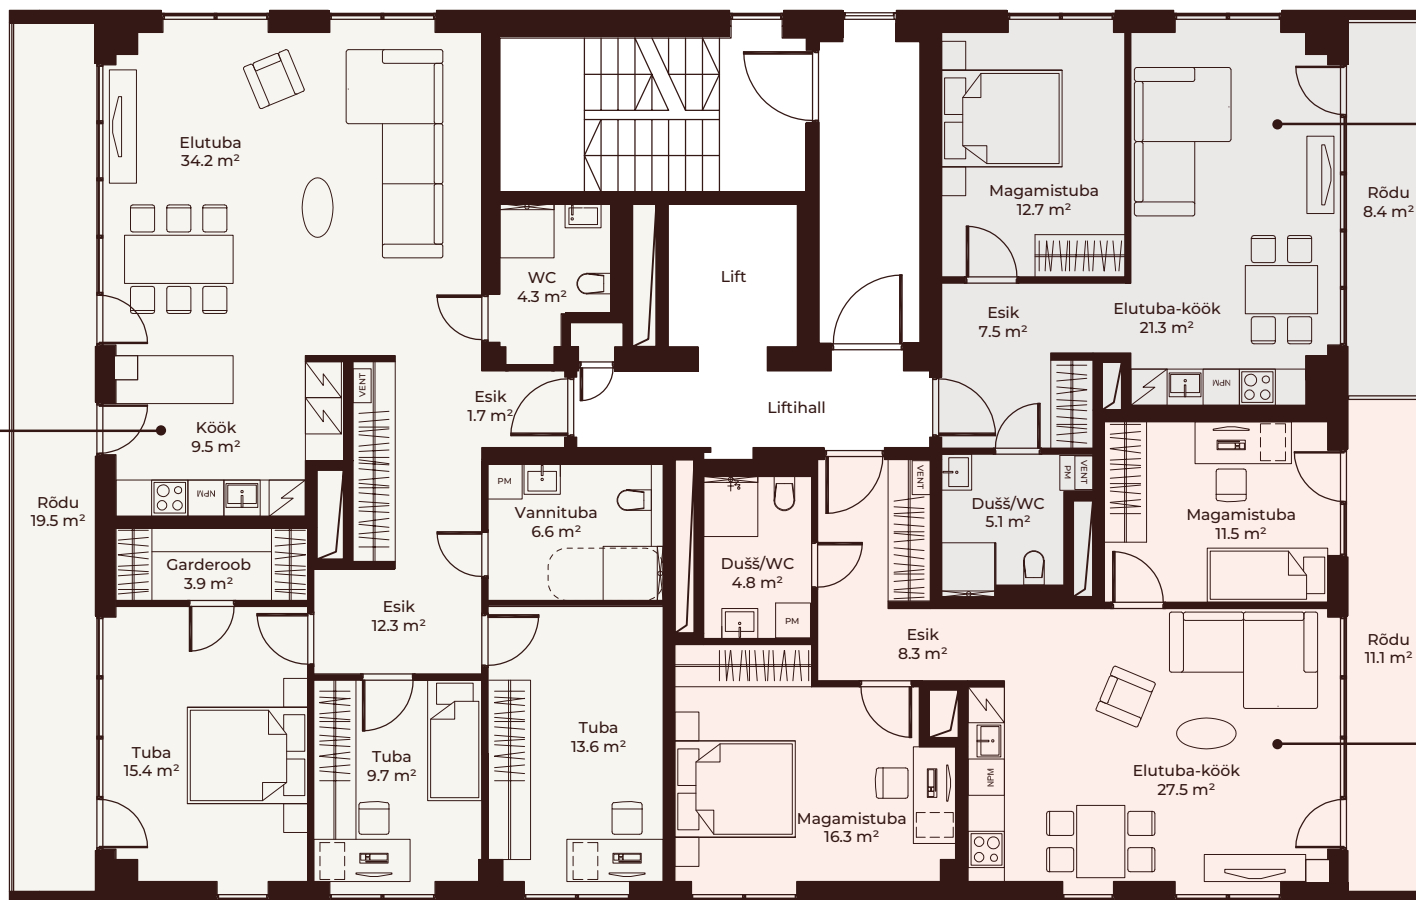 Elutuba
34.2 m²
WC
4.3 m²
Lift
Magamistuba
12.7 m²
Rõdu
8.4 m²
Esik
7.5 m²
Elutuba-köök
21.3 m²
VENT
Esik
1.7 m²
Liftihall
NPM
Köök
9.5 m²
NPM
Rõdu
19.5 m²
PM
Vannituba
6.6 m²
VENT
PM
VENT
Dušš/WC
5.1 m²
Magamistuba
11.5 m²
Garderoob
3.9 m²
Dušš/WC
4.8 m²
PM
Esik
12.3 m²
Esik
8.3 m²
Rõdu
11.1 m²
Tuba
15.4 m²
Tuba
9.7 m²
Tuba
13.6 m²
Magamistuba
16.3 m²
NPM
Elutuba-köök
27.5 m²